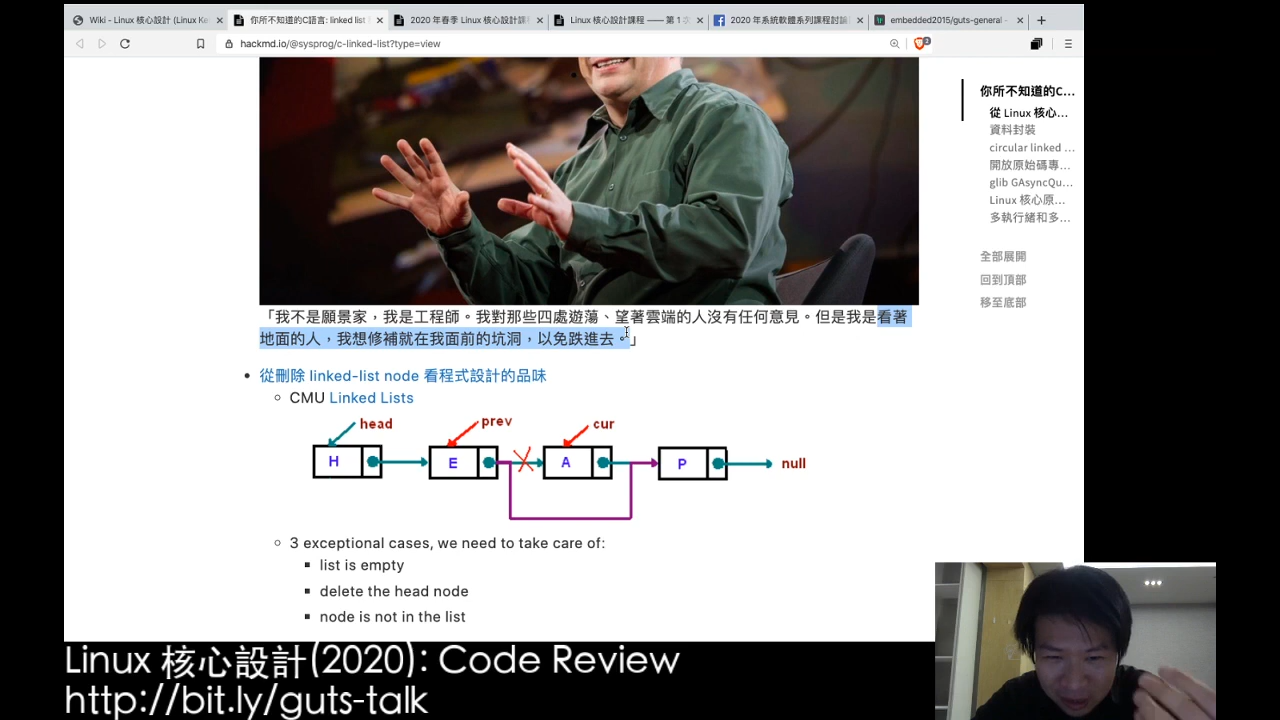 Wiki - Linux 核心設計 (Linux Ke
你所不知道的C語言: linked list
2020 年春季 Linux 核心設計課
Linux 核心設計課程 —— 第 1
2020 年系統軟體系列課程討論
embedded2015/guts-general -
hackmd.io/@sysprog/c-linked-list?type=view
你所不知道的C...
從 Linux 核心...
資料封裝
circular linked ...
開放原始碼專...
glib GAsyncQu...
Linux 核心原...
多執行緒和多...
全部展開
回到頂部
移至底部
「我不是願景家，我是工程師。我對那些四處遊蕩、望著雲端的人沒有任何意見。但是我是看著
地面的人，我想修補就在我面前的坑洞，以免跌進去。」
從刪除 linked-list node 看程式設計的品味
CMU Linked Lists
head prev cur
H E A P null
3 exceptional cases, we need to take care of:
list is empty
delete the head node
node is not in the list
Linux 核心設計(2020): Code Review
http://bit.ly/guts-talk